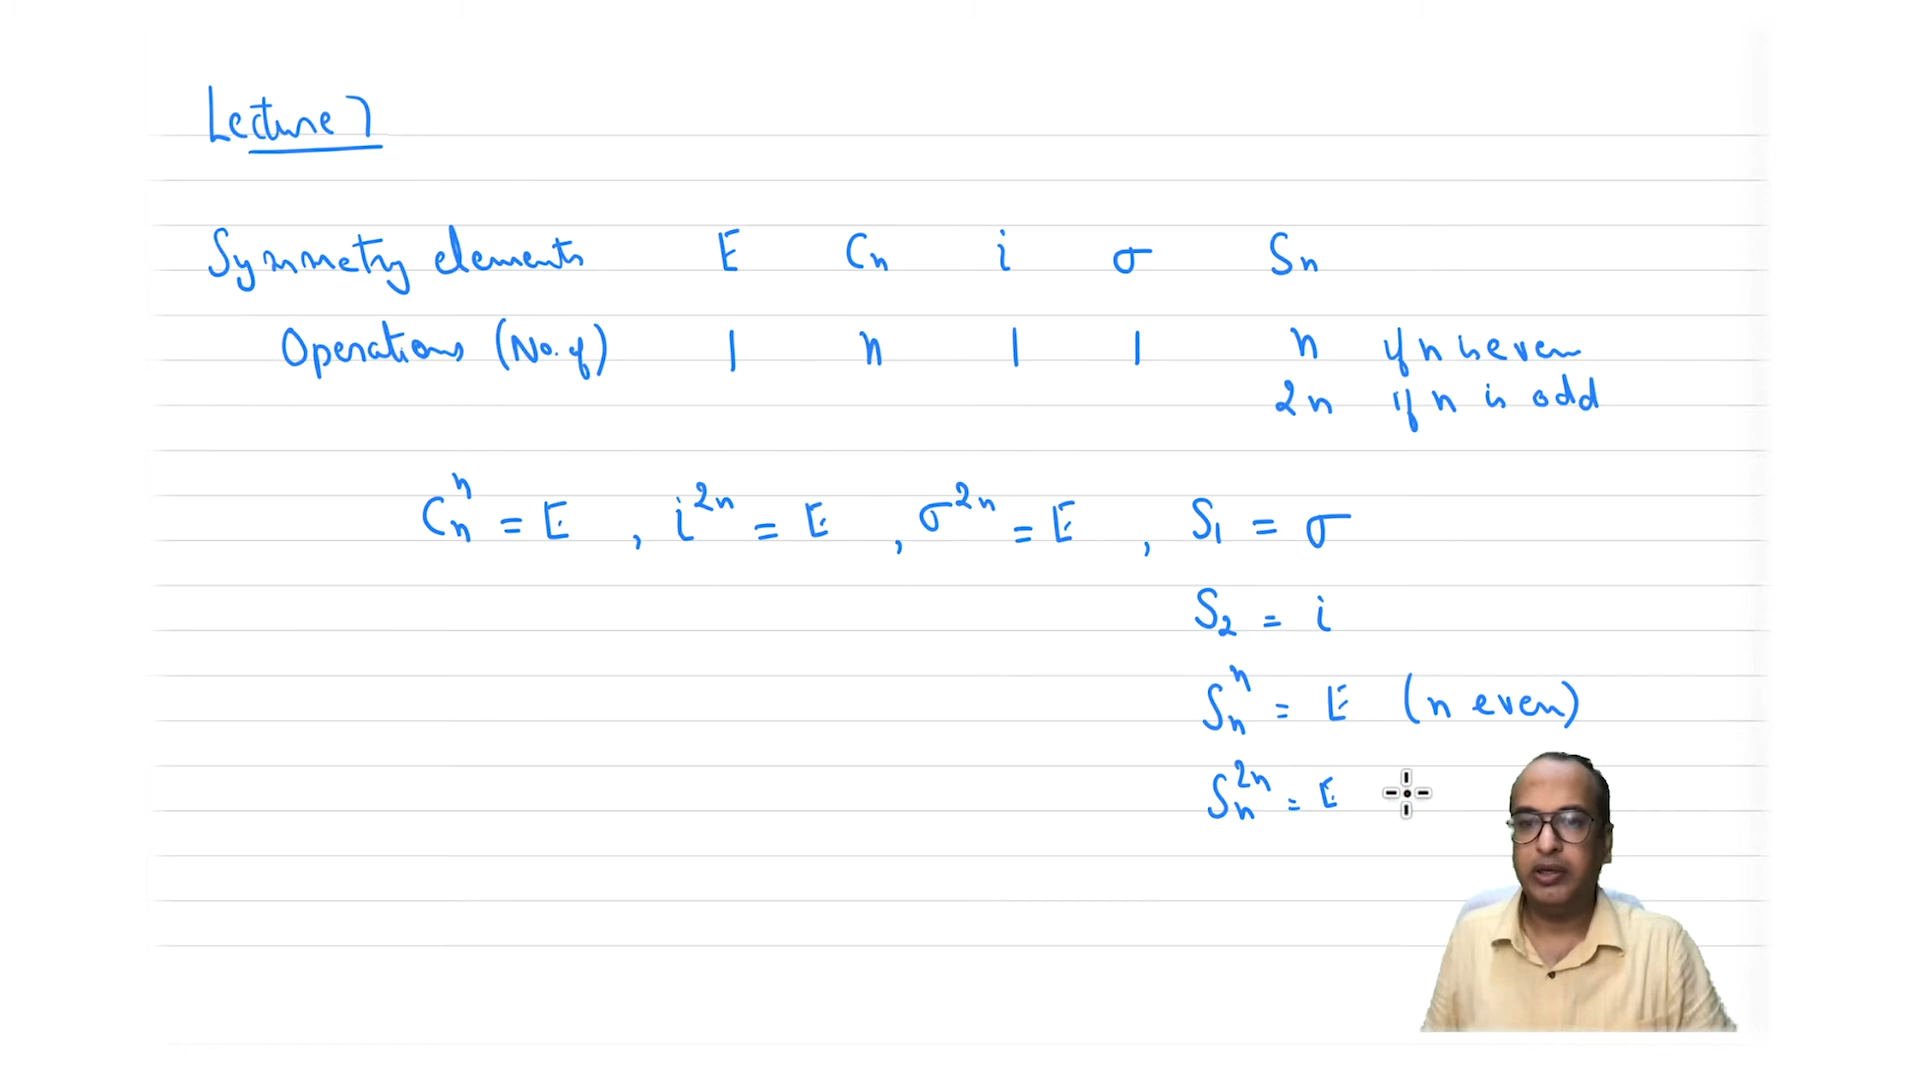 Lecture 7
Symmetry elements E Cn i σ Sn
Operations (No. of) 1 n 1 1 n if n is even
2n if n is odd
Cₙⁿ = E , i²ⁿ = E , σ²ⁿ = E , S₁ = σ
S₂ = i
Sₙⁿ = E (n even)
Sₙ²ⁿ = E